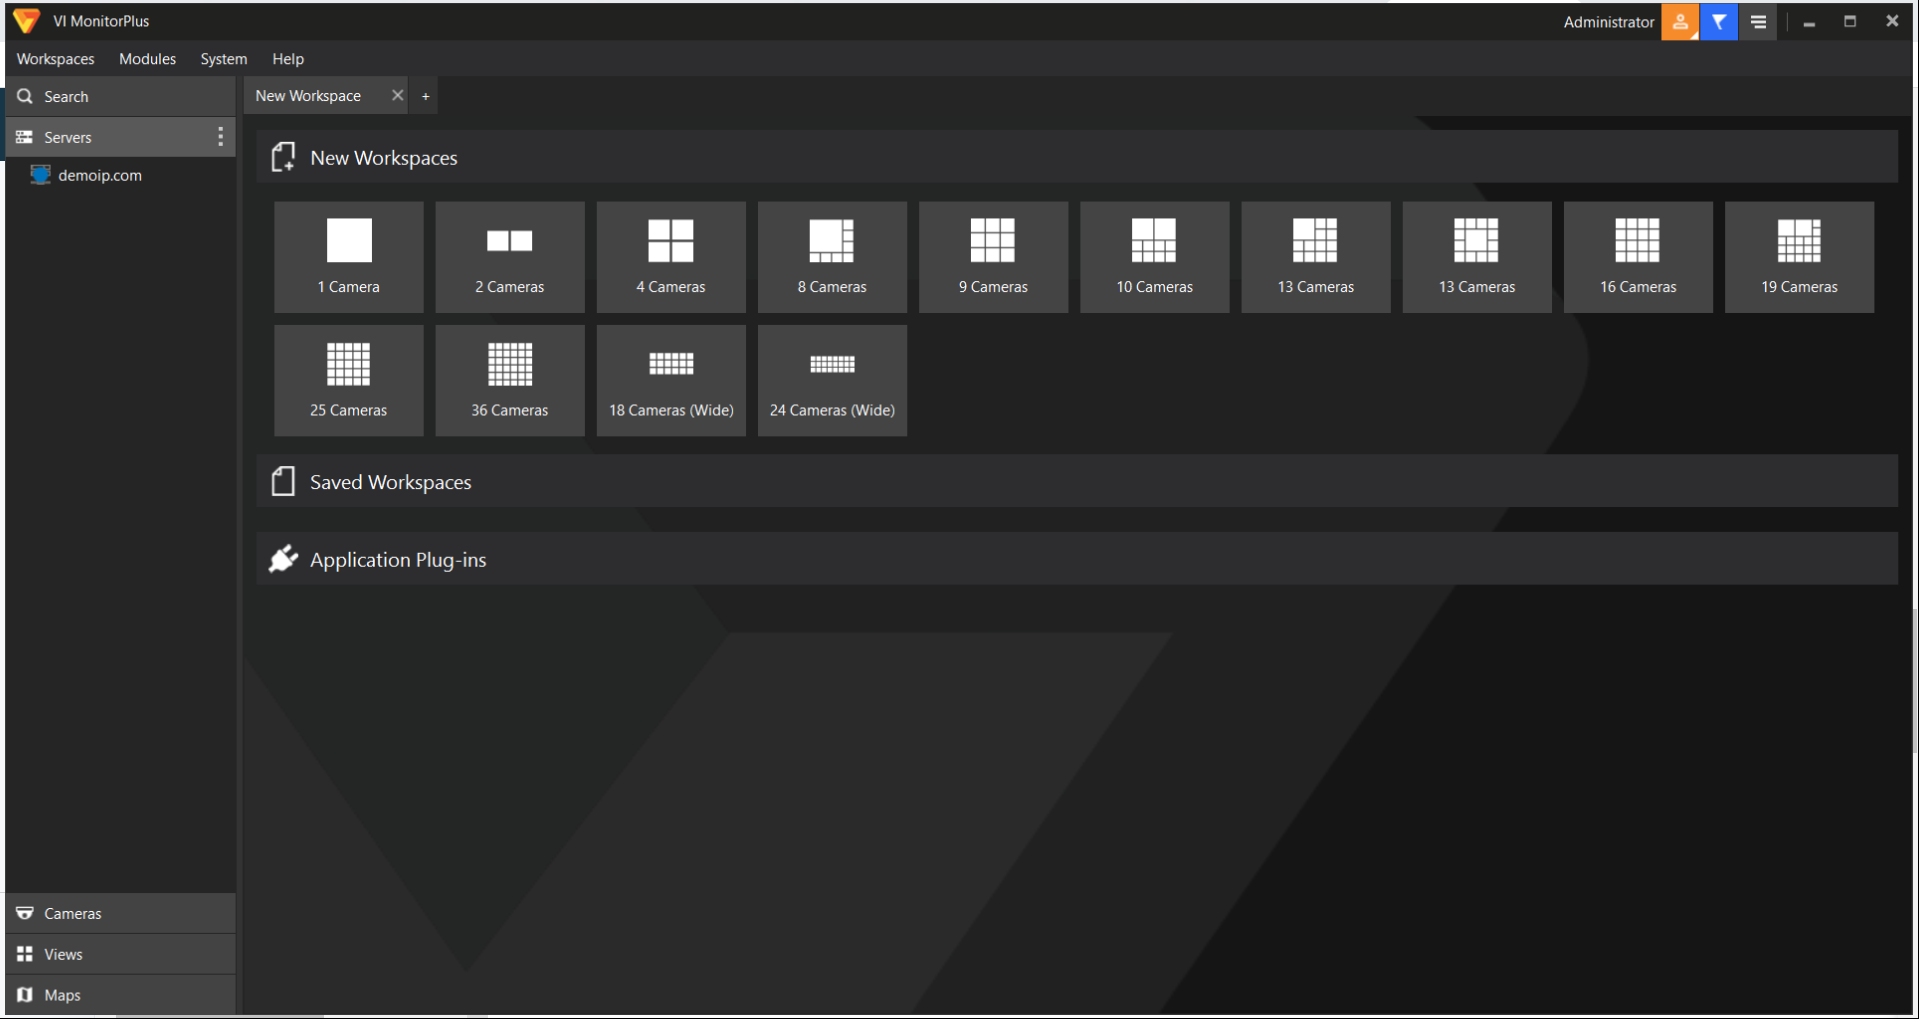 VI MonitorPlus
Administrator
Workspaces Modules System Help
Search
New Workspace
+
Servers
demoip.com
New Workspaces
1 Camera
2 Cameras
4 Cameras
8 Cameras
9 Cameras
10 Cameras
13 Cameras
13 Cameras
16 Cameras
19 Cameras
25 Cameras
36 Cameras
18 Cameras (Wide)
24 Cameras (Wide)
Saved Workspaces
Application Plug-ins
Cameras
Views
Maps